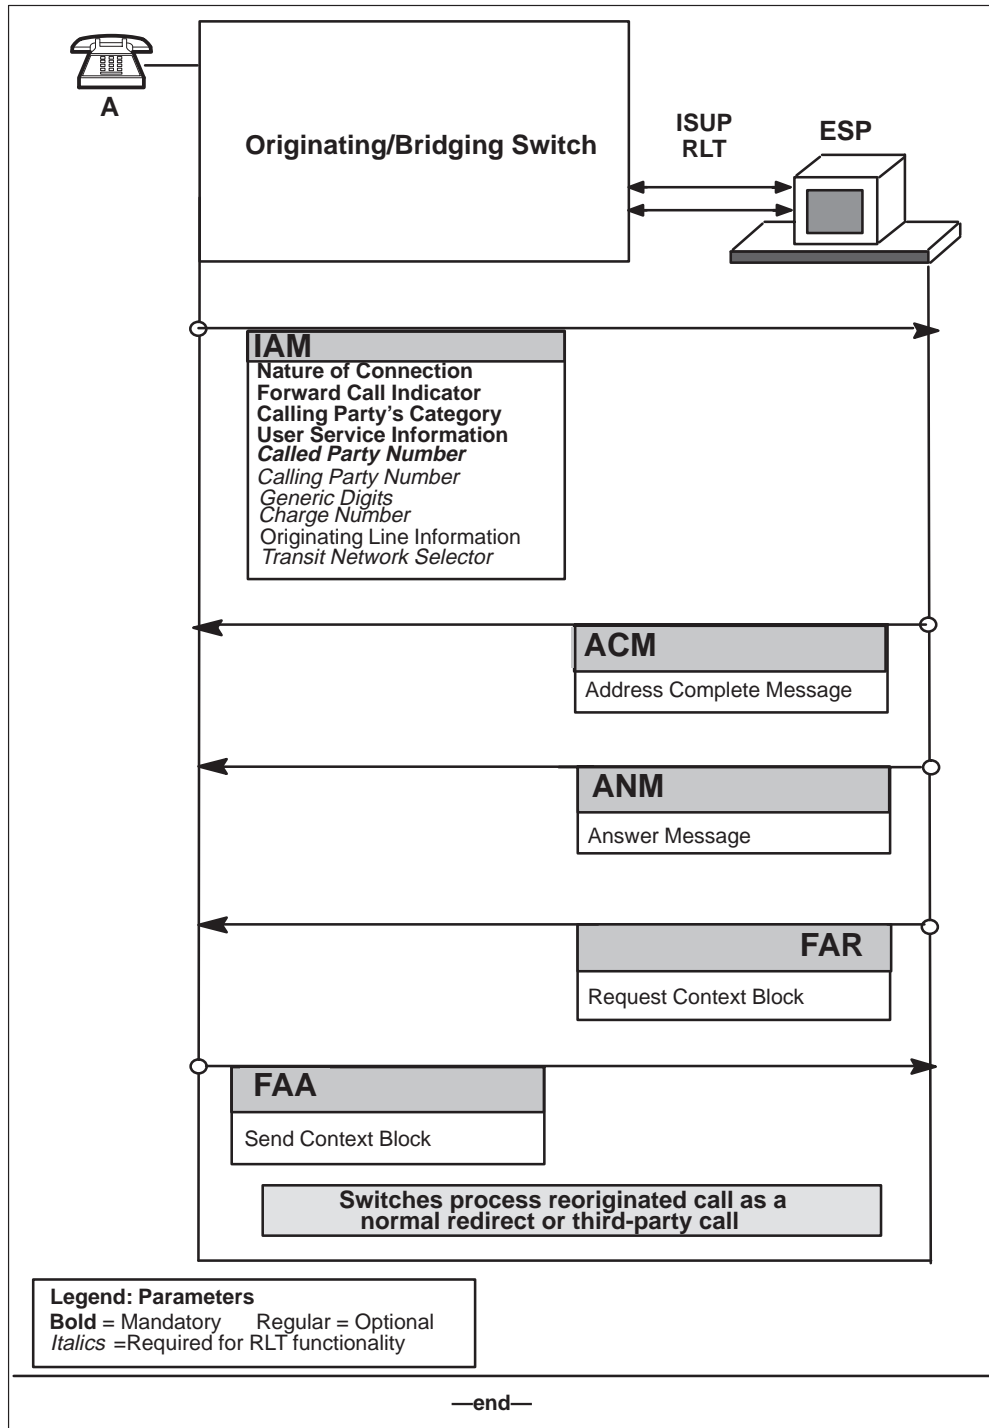 A
Originating/Bridging Switch
ISUP
RLT
ESP
IAM
Nature of Connection
Forward Call Indicator
Calling Party's Category
User Service Information
Called Party Number
Calling Party Number
Generic Digits
Charge Number
Originating Line Information
Transit Network Selector
ACM
Address Complete Message
ANM
Answer Message
FAR
Request Context Block
FAA
Send Context Block
Switches process reoriginated call as a
normal redirect or third-party call
Legend: Parameters
Bold = Mandatory Regular = Optional
Italics =Required for RLT functionality
—end—